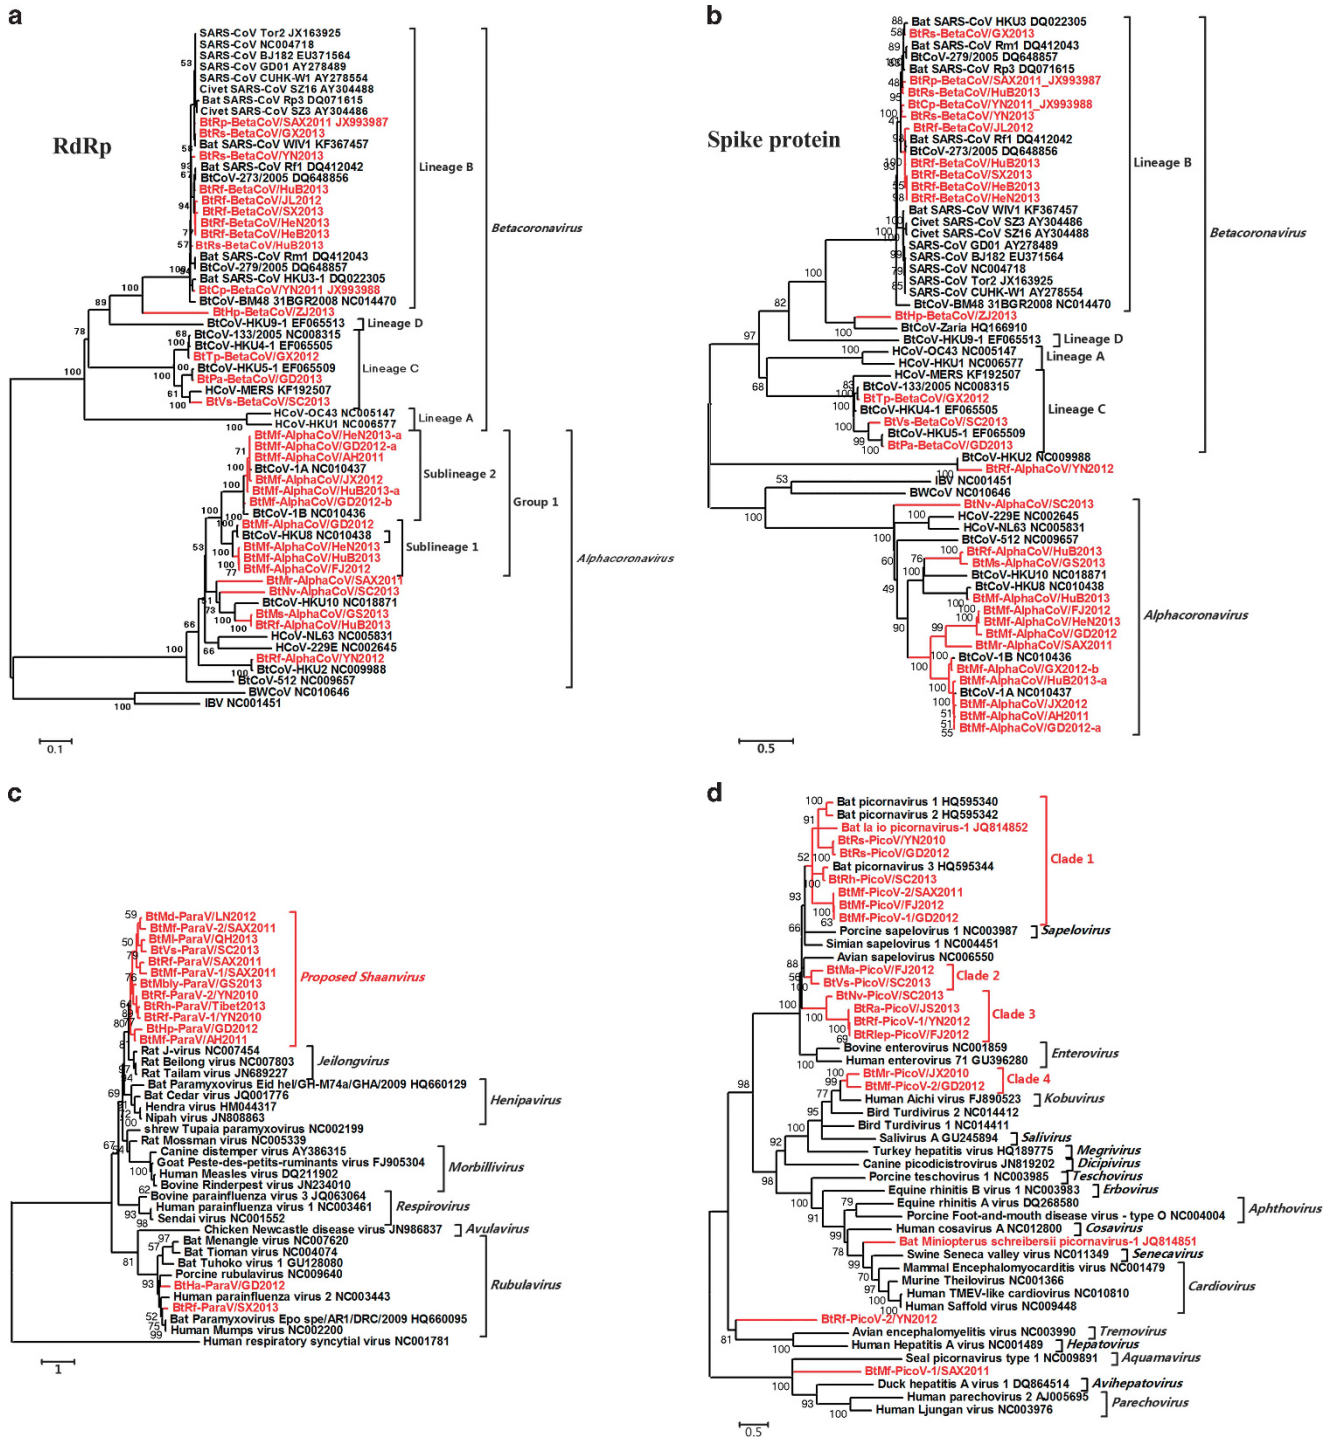 a
RdRp
SARS-CoV Tor2 JX163925
SARS-CoV NC004718
SARS-CoV BJ182 EU371564
SARS-CoV GD01 AY278489
SARS-CoV CUHK-W1 AY278554
Civet SARS-CoV SZ16 AY304488
Bat SARS-CoV Rp3 DQ071615
Civet SARS-CoV SZ3 AY304486
BtRp-BetaCoV/SAX2011 JX993987
BtRs-BetaCoV/GX2013
Bat SARS-CoV WIV1 KF367457
BtRs-BetaCoV/YN2013
Bat SARS-CoV Rf1 DQ412042
BtCoV-273/2005 DQ648856
BtRf-BetaCoV/HuB2013
BtRf-BetaCoV/JL2012
BtRf-BetaCoV/SX2013
BtRf-BetaCoV/HeN2013
BtRf-BetaCoV/HeB2013
BtRs-BetaCoV/HuB2013
Bat SARS-CoV Rm1 DQ412043
BtCoV-279/2005 DQ648857
Bat SARS-CoV HKU3-1 DQ022305
BtCp-BetaCoV/YN2011 JX993988
BtCoV-BM48 31BGR2008 NC014470
BtHp-BetaCoV/ZJ2013
BtCoV-HKU9-1 EF065513
BtCoV-133/2005 NC008315
BtCoV-HKU4-1 EF065505
BtTp-BetaCoV/GX2012
BtCoV-HKU5-1 EF065509
BtPa-BetaCoV/GD2013
HCoV-MERS KF192507
BtVs-BetaCoV/SC2013
HCoV-OC43 NC005147
HCoV-HKU1 NC006577
BtMf-AlphaCoV/HeN2013-a
BtMf-AlphaCoV/GD2012-a
BtMf-AlphaCoV/AH2011
BtCoV-1A NC010437
BtMf-AlphaCoV/JX2012
BtMf-AlphaCoV/HuB2013-a
BtMf-AlphaCoV/GD2012-b
BtCoV-1B NC010436
BtMf-AlphaCoV/GD2012
BtCoV-HKU8 NC010438
BtMf-AlphaCoV/HeN2013
BtMf-AlphaCoV/HuB2013
BtMf-AlphaCoV/FJ2012
BtMr-AlphaCoV/SAX2011
BtNv-AlphaCoV/SC2013
BtCoV-HKU10 NC018871
BtMs-AlphaCoV/GS2013
BtRf-AlphaCoV/HuB2013
HCoV-NL63 NC005831
HCoV-229E NC002645
BtRf-AlphaCoV/YN2012
BtCoV-HKU2 NC009988
BtCoV-512 NC009657
BWCoV NC010646
IBV NC001451
Lineage B
Lineage D
Lineage C
Lineage A
Betacoronavirus
Sublineage 2
Sublineage 1
Group 1
Alphacoronavirus
0.1
b
Spike protein
Bat SARS-CoV HKU3 DQ022305
BtRs-BetaCoV/GX2013
Bat SARS-CoV Rm1 DQ412043
BtCoV-279/2005 DQ648857
Bat SARS-CoV Rp3 DQ071615
BtRp-BetaCoV/SAX2011_JX993987
BtRs-BetaCoV/HuB2013
BtCp-BetaCoV/YN2011_JX993988
BtRs-BetaCoV/YN2013
BtRf-BetaCoV/JL2012
Bat SARS-CoV Rf1 DQ412042
BtCoV-273/2005 DQ648856
BtRf-BetaCoV/HuB2013
BtRf-BetaCoV/SX2013
BtRf-BetaCoV/HeB2013
BtRf-BetaCoV/HeN2013
Bat SARS-CoV WIV1 KF367457
Civet SARS-CoV SZ3 AY304486
Civet SARS-CoV SZ16 AY304488
SARS-CoV GD01 AY278489
SARS-CoV BJ182 EU371564
SARS-CoV NC004718
SARS-CoV Tor2 JX163925
SARS-CoV CUHK-W1 AY278554
BtCoV-BM48 31BGR2008 NC014470
BtHp-BetaCoV/ZJ2013
BtCoV-Zaria HQ166910
BtCoV-HKU9-1 EF065513
HCoV-OC43 NC005147
HCoV-HKU1 NC006577
HCoV-MERS KF192507
BtCoV-133/2005 NC008315
BtTp-BetaCoV/GX2012
BtCoV-HKU4-1 EF065505
BtVs-BetaCoV/SC2013
BtCoV-HKU5-1 EF065509
BtPa-BetaCoV/GD2013
BtCoV-HKU2 NC009988
BtRf-AlphaCoV/YN2012
IBV NC001451
BWCoV NC010646
BtNv-AlphaCoV/SC2013
HCoV-229E NC002645
HCoV-NL63 NC005831
BtCoV-512 NC009657
BtRf-AlphaCoV/HuB2013
BtMs-AlphaCoV/GS2013
BtCoV-HKU10 NC018871
BtCoV-HKU8 NC010438
BtMf-AlphaCoV/HuB2013
BtMf-AlphaCoV/FJ2012
BtMf-AlphaCoV/HeN2013
BtMf-AlphaCoV/GD2012
BtMr-AlphaCoV/SAX2011
BtCoV-1B NC010436
BtMf-AlphaCoV/GX2012-b
BtMf-AlphaCoV/HuB2013-a
BtCoV-1A NC010437
BtMf-AlphaCoV/JX2012
BtMf-AlphaCoV/AH2011
BtMf-AlphaCoV/GD2012-a
Lineage B
Lineage D
Lineage A
Lineage C
Betacoronavirus
Alphacoronavirus
0.5
c
BtMd-ParaV/LN2012
BtMf-ParaV-2/SAX2011
BtMl-ParaV/QH2013
BtVs-ParaV/SC2013
BtRf-ParaV/SAX2011
BtMf-ParaV-1/SAX2011
BtMbly-ParaV/GS2013
BtRf-ParaV-2/YN2010
BtRh-ParaV/Tibet2013
BtRf-ParaV-1/YN2010
BtHp-ParaV/GD2012
BtMf-ParaV/AH2011
Rat J-virus NC007454
Rat Beilong virus NC007803
Rat Tailam virus JN689227
Bat Paramyxovirus Eid hel/GH-M74a/GHA/2009 HQ660129
Bat Cedar virus JQ001776
Hendra virus HM044317
Nipah virus JN808863
shrew Tupaia paramyxovirus NC002199
Rat Mossman virus NC005339
Canine distemper virus AY386315
Goat Peste-des-petits-ruminants virus FJ905304
Human Measles virus DQ211902
Bovine Rinderpest virus JN234010
Bovine parainfluenza virus 3 JQ063064
Human parainfluenza virus 1 NC003461
Sendai virus NC001552
Chicken Newcastle disease virus JN986837
Bat Menangle virus NC007620
Bat Tioman virus NC004074
Bat Tuhoko virus 1 GU128080
Porcine rubulavirus NC009640
BtHa-ParaV/GD2012
Human parainfluenza virus 2 NC003443
BtRf-ParaV/SX2013
Bat Paramyxovirus Epo spe/AR1/DRC/2009 HQ660095
Human Mumps virus NC002200
Human respiratory syncytial virus NC001781
Proposed Shaanvirus
Jeilongvirus
Henipavirus
Morbillivirus
Respirovirus
Avulavirus
Rubulavirus
1
d
Bat picornavirus 1 HQ595340
Bat picornavirus 2 HQ595342
Bat Ia io picornavirus-1 JQ814852
BtRs-PicoV/YN2010
BtRs-PicoV/GD2012
Bat picornavirus 3 HQ595344
BtRh-PicoV/SC2013
BtMf-PicoV-2/SAX2011
BtMf-PicoV/FJ2012
BtMf-PicoV-1/GD2012
Porcine sapelovirus 1 NC003987
Simian sapelovirus 1 NC004451
Avian sapelovirus NC006550
BtMa-PicoV/FJ2012
BtVs-PicoV/SC2013
BtNv-PicoV/SC2013
BtRa-PicoV/JS2013
BtRf-PicoV-1/YN2012
BtRlep-PicoV/FJ2012
Bovine enterovirus NC001859
Human enterovirus 71 GU396280
BtMr-PicoV/JX2010
BtMf-PicoV-2/GD2012
Human Aichi virus FJ890523
Bird Turdivirus 2 NC014412
Bird Turdivirus 1 NC014411
Salivirus A GU245894
Turkey hepatitis virus HQ189775
Canine picodicistrovirus JN819202
Porcine teschovirus 1 NC003985
Equine rhinitis B virus 1 NC003983
Equine rhinitis A virus DQ268580
Porcine Foot-and-mouth disease virus - type O NC004004
Human cosavirus A NC012800
Bat Miniopterus schreibersii picornavirus-1 JQ814851
Swine Seneca valley virus NC011349
Mammal Encephalomyocarditis virus NC001479
Murine Theilovirus NC001366
Human TMEV-like cardiovirus NC010810
Human Saffold virus NC009448
BtRf-PicoV-2/YN2012
Avian encephalomyelitis virus NC003990
Human Hepatitis A virus NC001489
Seal picornavirus type 1 NC009891
BtMf-PicoV-1/SAX2011
Duck hepatitis A virus 1 DQ864514
Human parechovirus 2 AJ005695
Human Ljungan virus NC003976
Clade 1
Sapelovirus
Clade 2
Clade 3
Enterovirus
Clade 4
Kobuvirus
Salivirus
Megrivirus
Dicipivirus
Teschovirus
Erbovirus
Aphthovirus
Cosavirus
Senecavirus
Cardiovirus
Tremovirus
Hepatovirus
Aquamavirus
Avihepatovirus
Parechovirus
0.5